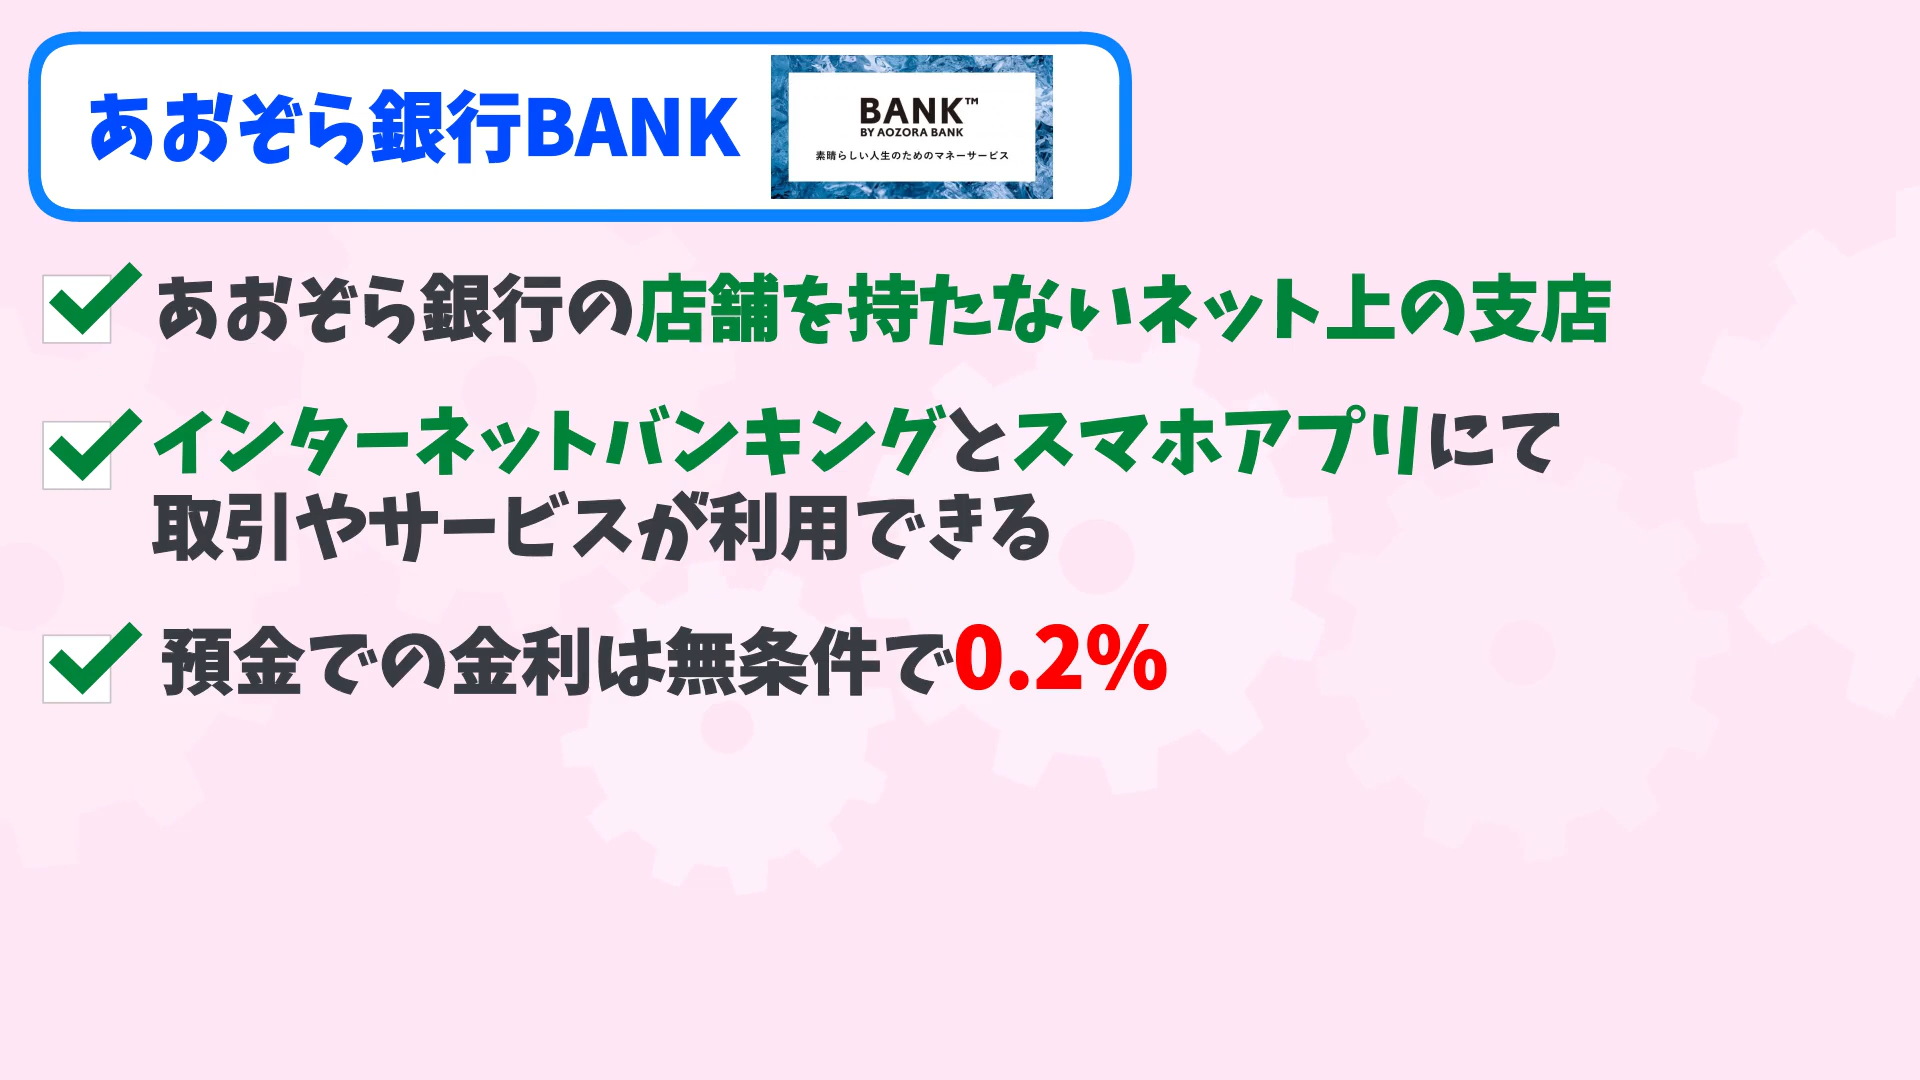 あおぞら銀行BANK
BANK™
BY AOZORA BANK
素晴らしい人生のためのマネーサービス
あおぞら銀行の店舗を持たないネット上の支店
インターネットバンキングとスマホアプリにて
取引やサービスが利用できる
預金での金利は無条件で0.2%